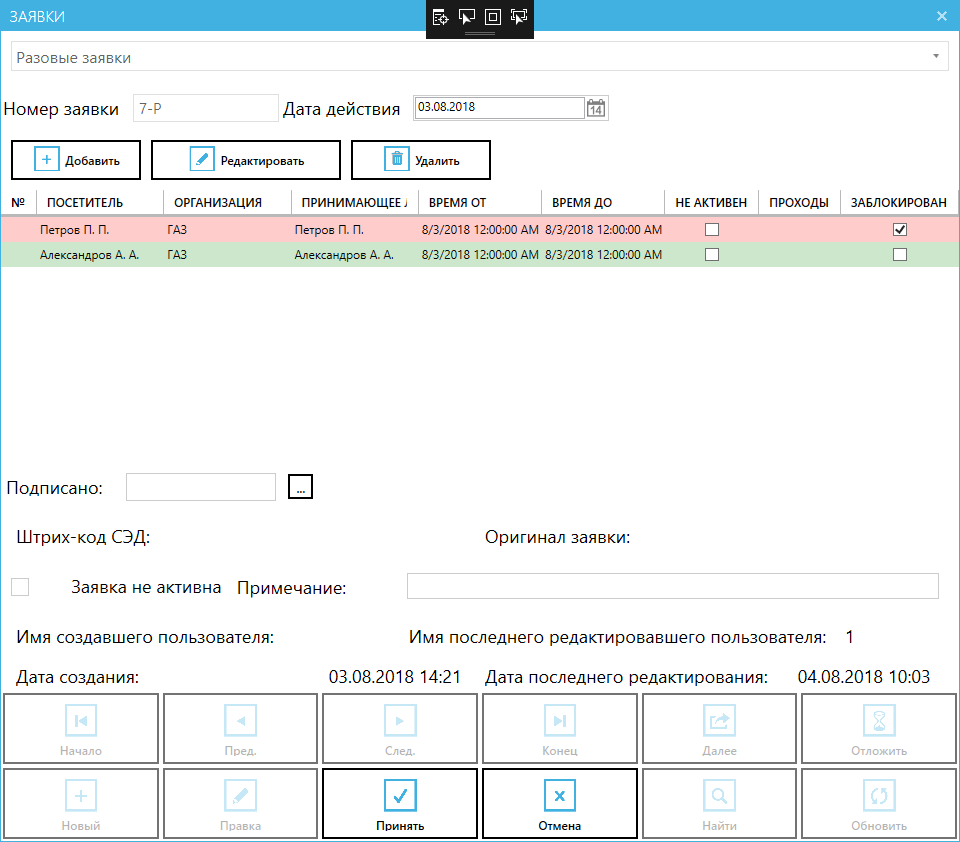 ЗАЯВКИ
Разовые заявки
Номер заявки 7-Р Дата действия 03.08.2018 14
Добавить Редактировать Удалить
№ ПОСЕТИТЕЛЬ ОРГАНИЗАЦИЯ ПРИНИМАЮЩЕЕ ВРЕМЯ ОТ ВРЕМЯ ДО НЕ АКТИВЕН ПРОХОДЫ ЗАБЛОКИРОВАН
Петров П. П. ГАЗ Петров П. П. 8/3/2018 12:00:00 AM 8/3/2018 12:00:00 AM
Александров А. А. ГАЗ Александров А. А. 8/3/2018 12:00:00 AM 8/3/2018 12:00:00 AM
Подписано: ...
Штрих-код СЭД: Оригинал заявки:
Заявка не активна Примечание:
Имя создавшего пользователя: Имя последнего редактировавшего пользователя: 1
Дата создания: 03.08.2018 14:21 Дата последнего редактирования: 04.08.2018 10:03
Начало Пред. След. Конец Далее Отложить
Новый Правка Принять Отмена Найти Обновить